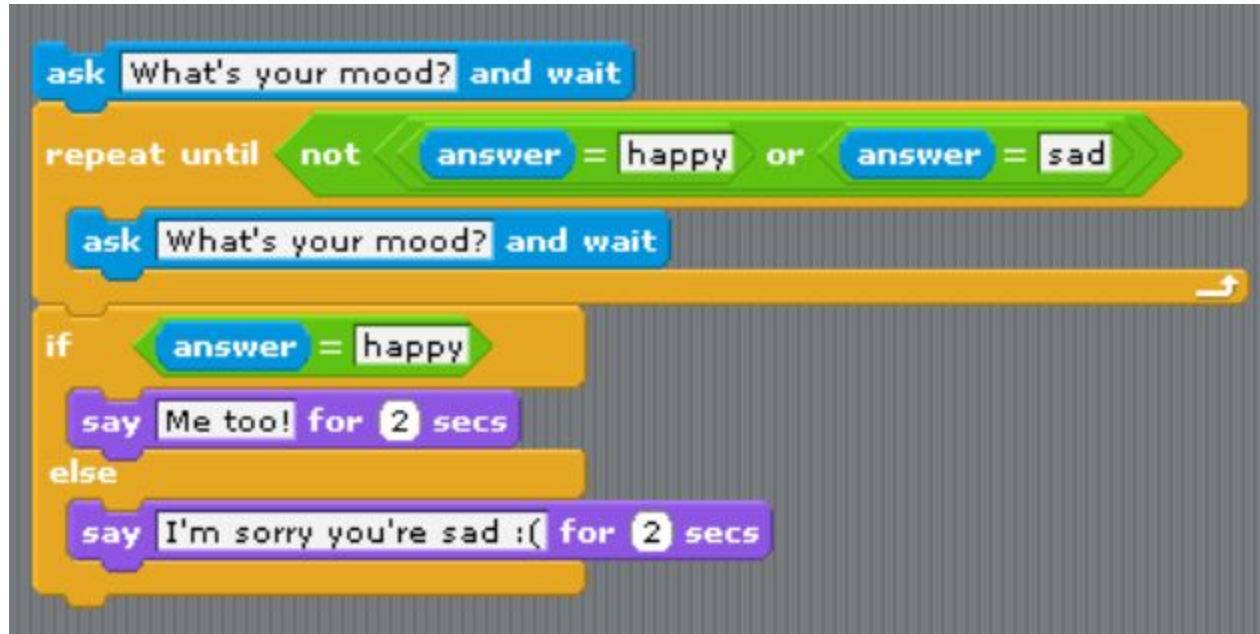 ask What's your mood? and wait
repeat until not answer = happy or answer = sad
ask What's your mood? and wait
if answer = happy
say Me too! for 2 secs
else
say I'm sorry you're sad :( for 2 secs